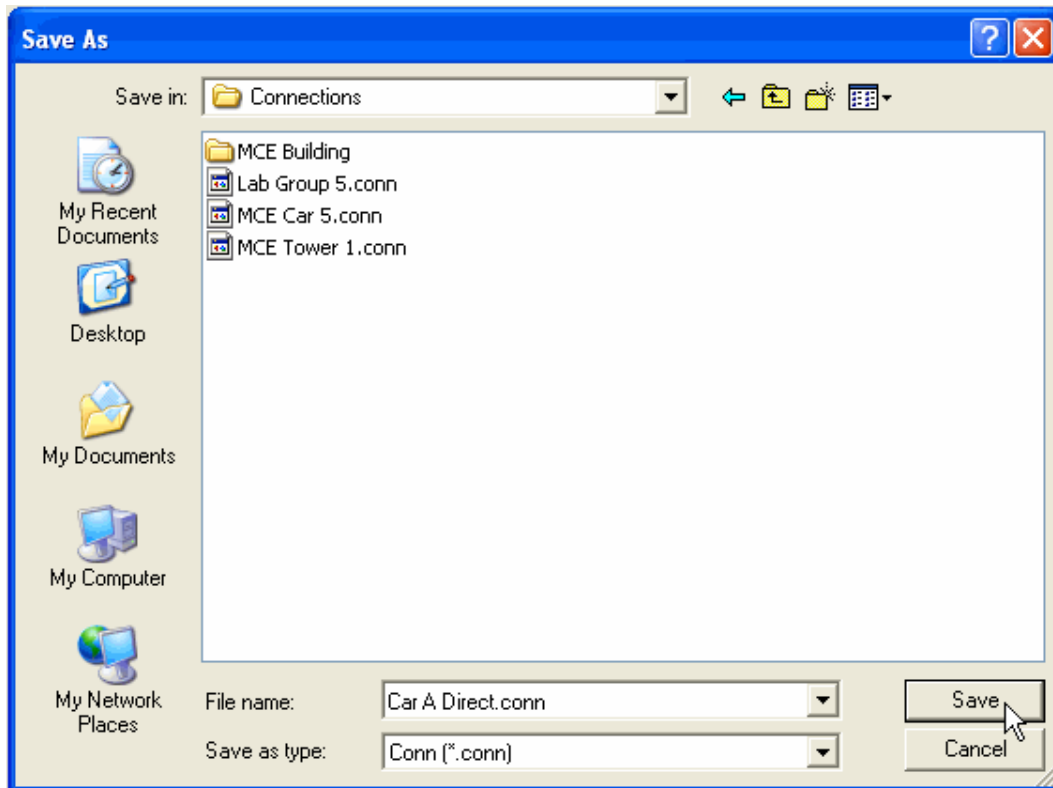 Save As
Save in:
Connections
MCE Building
Lab Group 5.conn
MCE Car 5.conn
MCE Tower 1.conn
My Recent
Documents
Desktop
My Documents
My Computer
My Network
Places
File name:
Car A Direct.conn
Save
Save as type:
Conn (*.conn)
Cancel